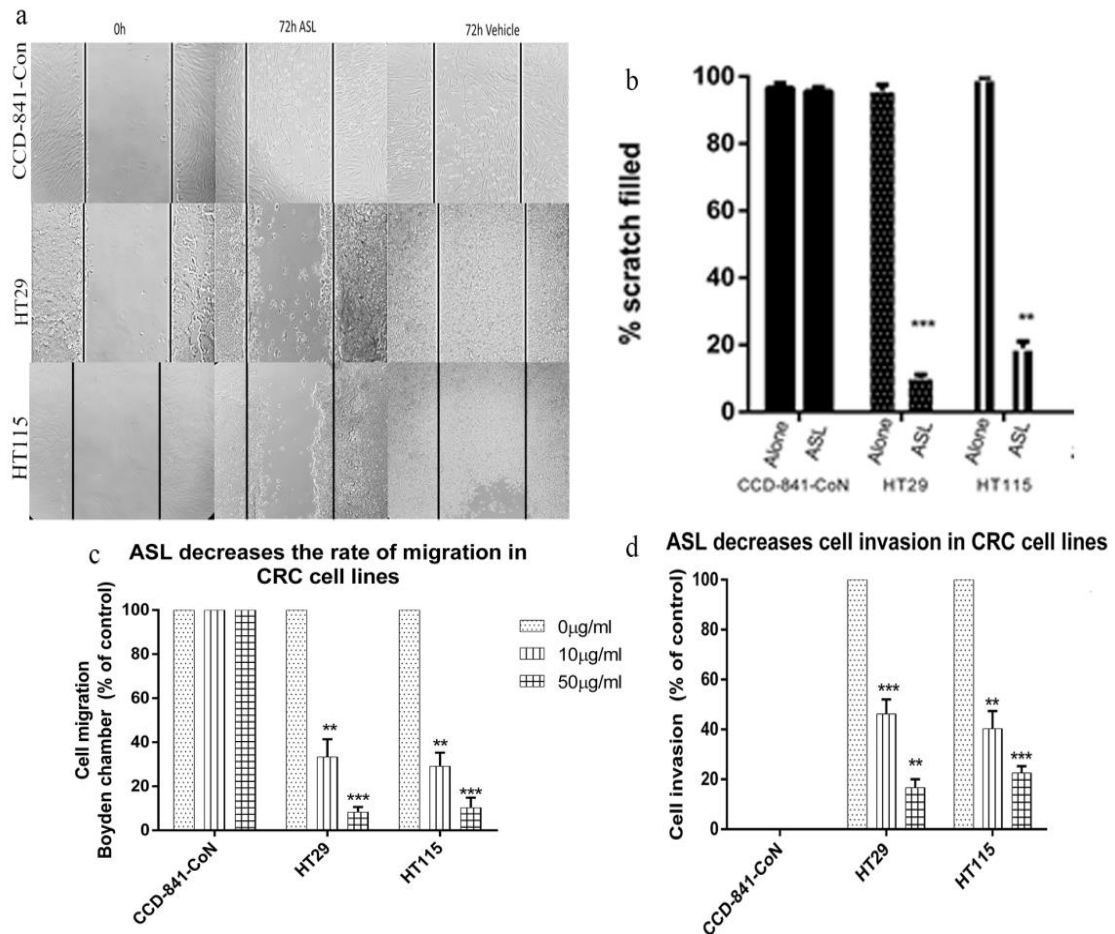 a
0h
72h ASL
72h Vehicle
CCD-841-Con
HT29
HT115
b
% scratch filled
100
80
60
40
20
0
***
**
Alone
ASL
Alone
ASL
Alone
ASL
CCD-841-CoN
HT29
HT115
c
ASL decreases the rate of migration in
CRC cell lines
Cell migration
Boyden chamber (% of control)
100
80
60
40
20
0
**
***
**
***
CCD-841-CoN
HT29
HT115
0μg/ml
10μg/ml
50μg/ml
d
ASL decreases cell invasion in CRC cell lines
Cell invasion (% of control)
100
80
60
40
20
0
***
**
**
***
CCD-841-CoN
HT29
HT115